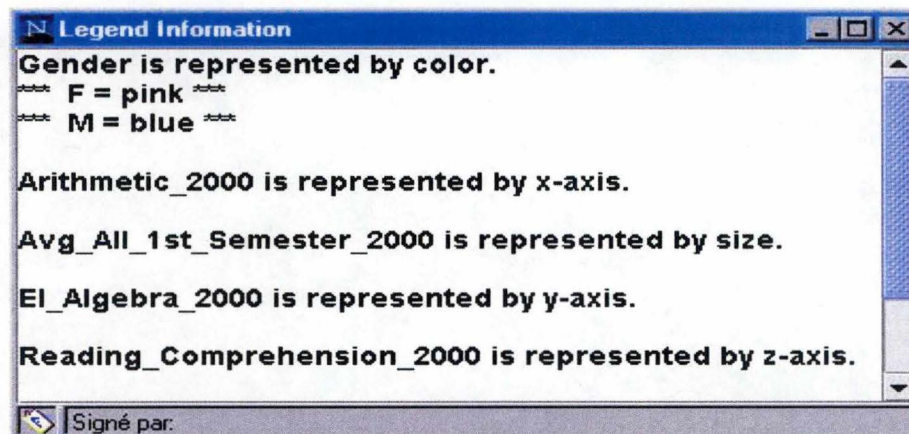 N Legend Information
Gender is represented by color.
*** F = pink ***
*** M = blue ***
Arithmetic_2000 is represented by x-axis.
Avg_All_1st_Semester_2000 is represented by size.
El_Algebra_2000 is represented by y-axis.
Reading_Comprehension_2000 is represented by z-axis.
Signé par: